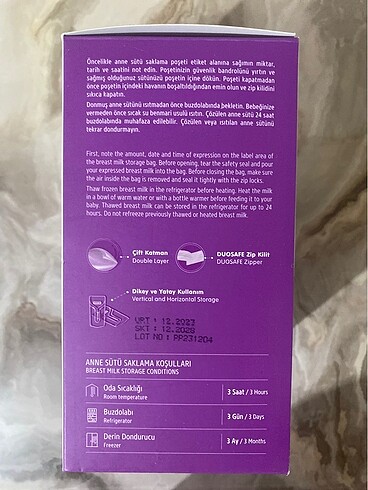 Öncelikle anne sütü saklama poşeti etiket alanına sağımın miktar,
tarih ve saatini not edin. Poşetinizin güvenlik bandrolünü yırtın ve
sağmış olduğunuz sütünüzü poşetin içine dökün. Poşeti kapatmadan
önce poşetin içindeki havanın boşaltıldığından emin olun ve zip kilidini
sıkıca kapatın.
Donmuş anne sütünü ısıtmadan önce buzdolabında bekletin. Bebeğinize
vermeden önce sıcak su benmari usulü ısıtın. Çözülen anne sütü 24 saat
buzdolabında muhafaza edilebilir. Çözülen veya ısıtılan anne sütünü
tekrar dondurmayın.
First, note the amount, date and time of expression on the label area
of the breast milk storage bag. Before opening, tear the safety seal and pour
your expressed breast milk into the bag. Before closing the bag, make sure
the air inside the bag is removed and seal it tightly with the zip locks.
Thaw frozen breast milk in the refrigerator before heating. Heat the milk
in a bowl of warm water or with a bottle warmer before feeding it to your
baby. Thawed breast milk can be stored in the refrigerator for up to 24
hours. Do not refreeze previously thawed or heated breast milk.
Çift Katman
Double Layer
DUOSAFE Zip Kilit
DUOSAFE Zipper
Dikey ve Yatay Kullanım
Vertical and Horizontal Storage
ÜRT : 12.2023
SKT : 12.2028
LOT NO : PP231204
ANNE SÜTÜ SAKLAMA KOŞULLARI
BREAST MILK STORAGE CONDITIONS
Oda Sıcaklığı
Room temperature
3 Saat / 3 Hours
Buzdolabı
Refrigerator
3 Gün / 3 Days
Derin Dondurucu
Freezer
3 Ay / 3 Months